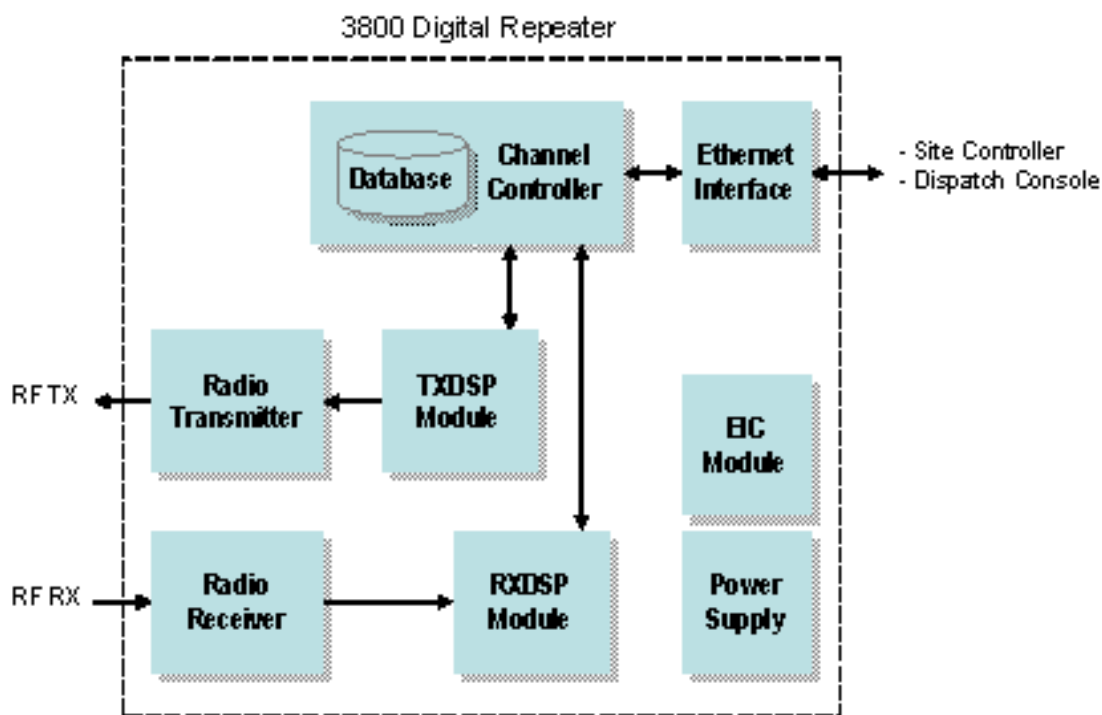 3800 Digital Repeater
Database
Channel
Controller
Ethernet
Interface
- Site Controller
- Dispatch Console
RF TX
Radio
Transmitter
TXDSP
Module
EIC
Module
RF RX
Radio
Receiver
RXDSP
Module
Power
Supply